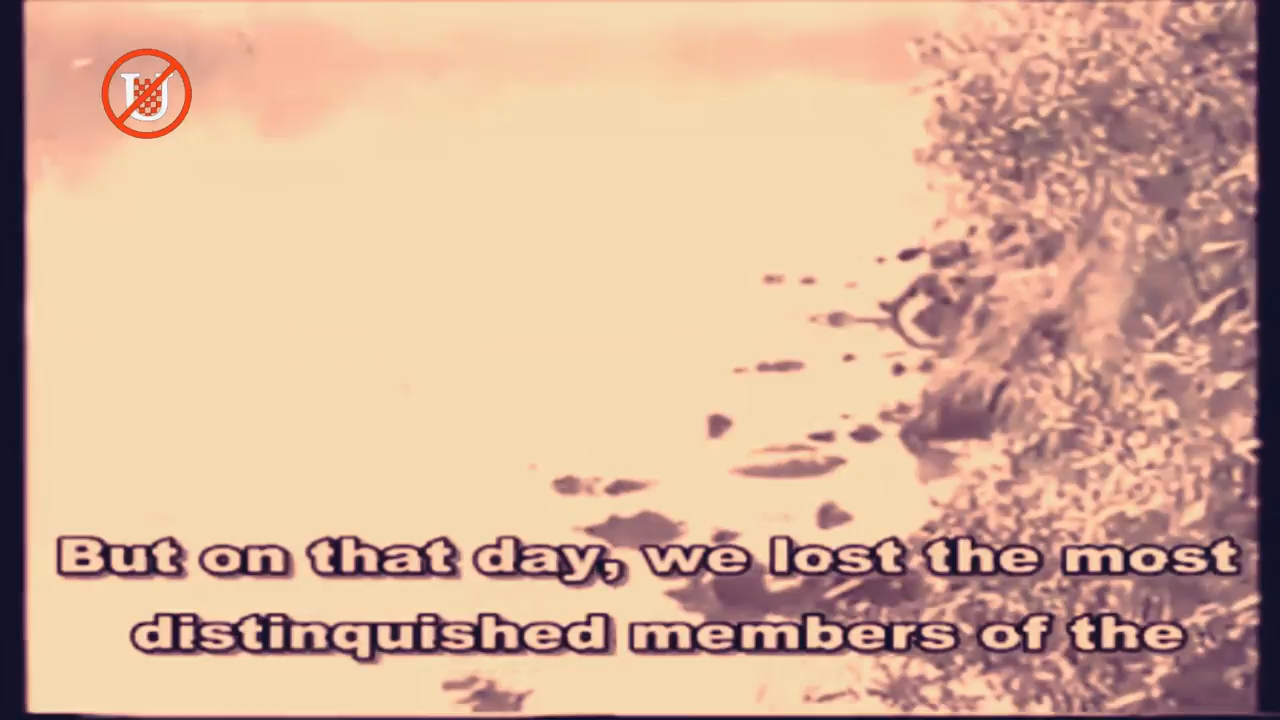 U
But on that day, we lost the most
distinquished members of the